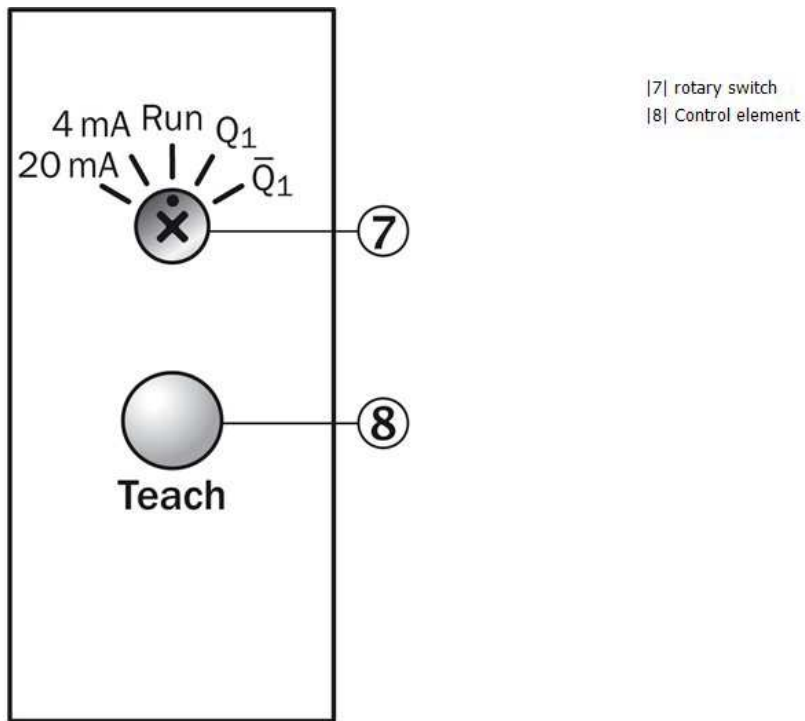 4 mA Run Q₁
20 mA Q̄₁
7
8
Teach
|7| rotary switch
|8| Control element